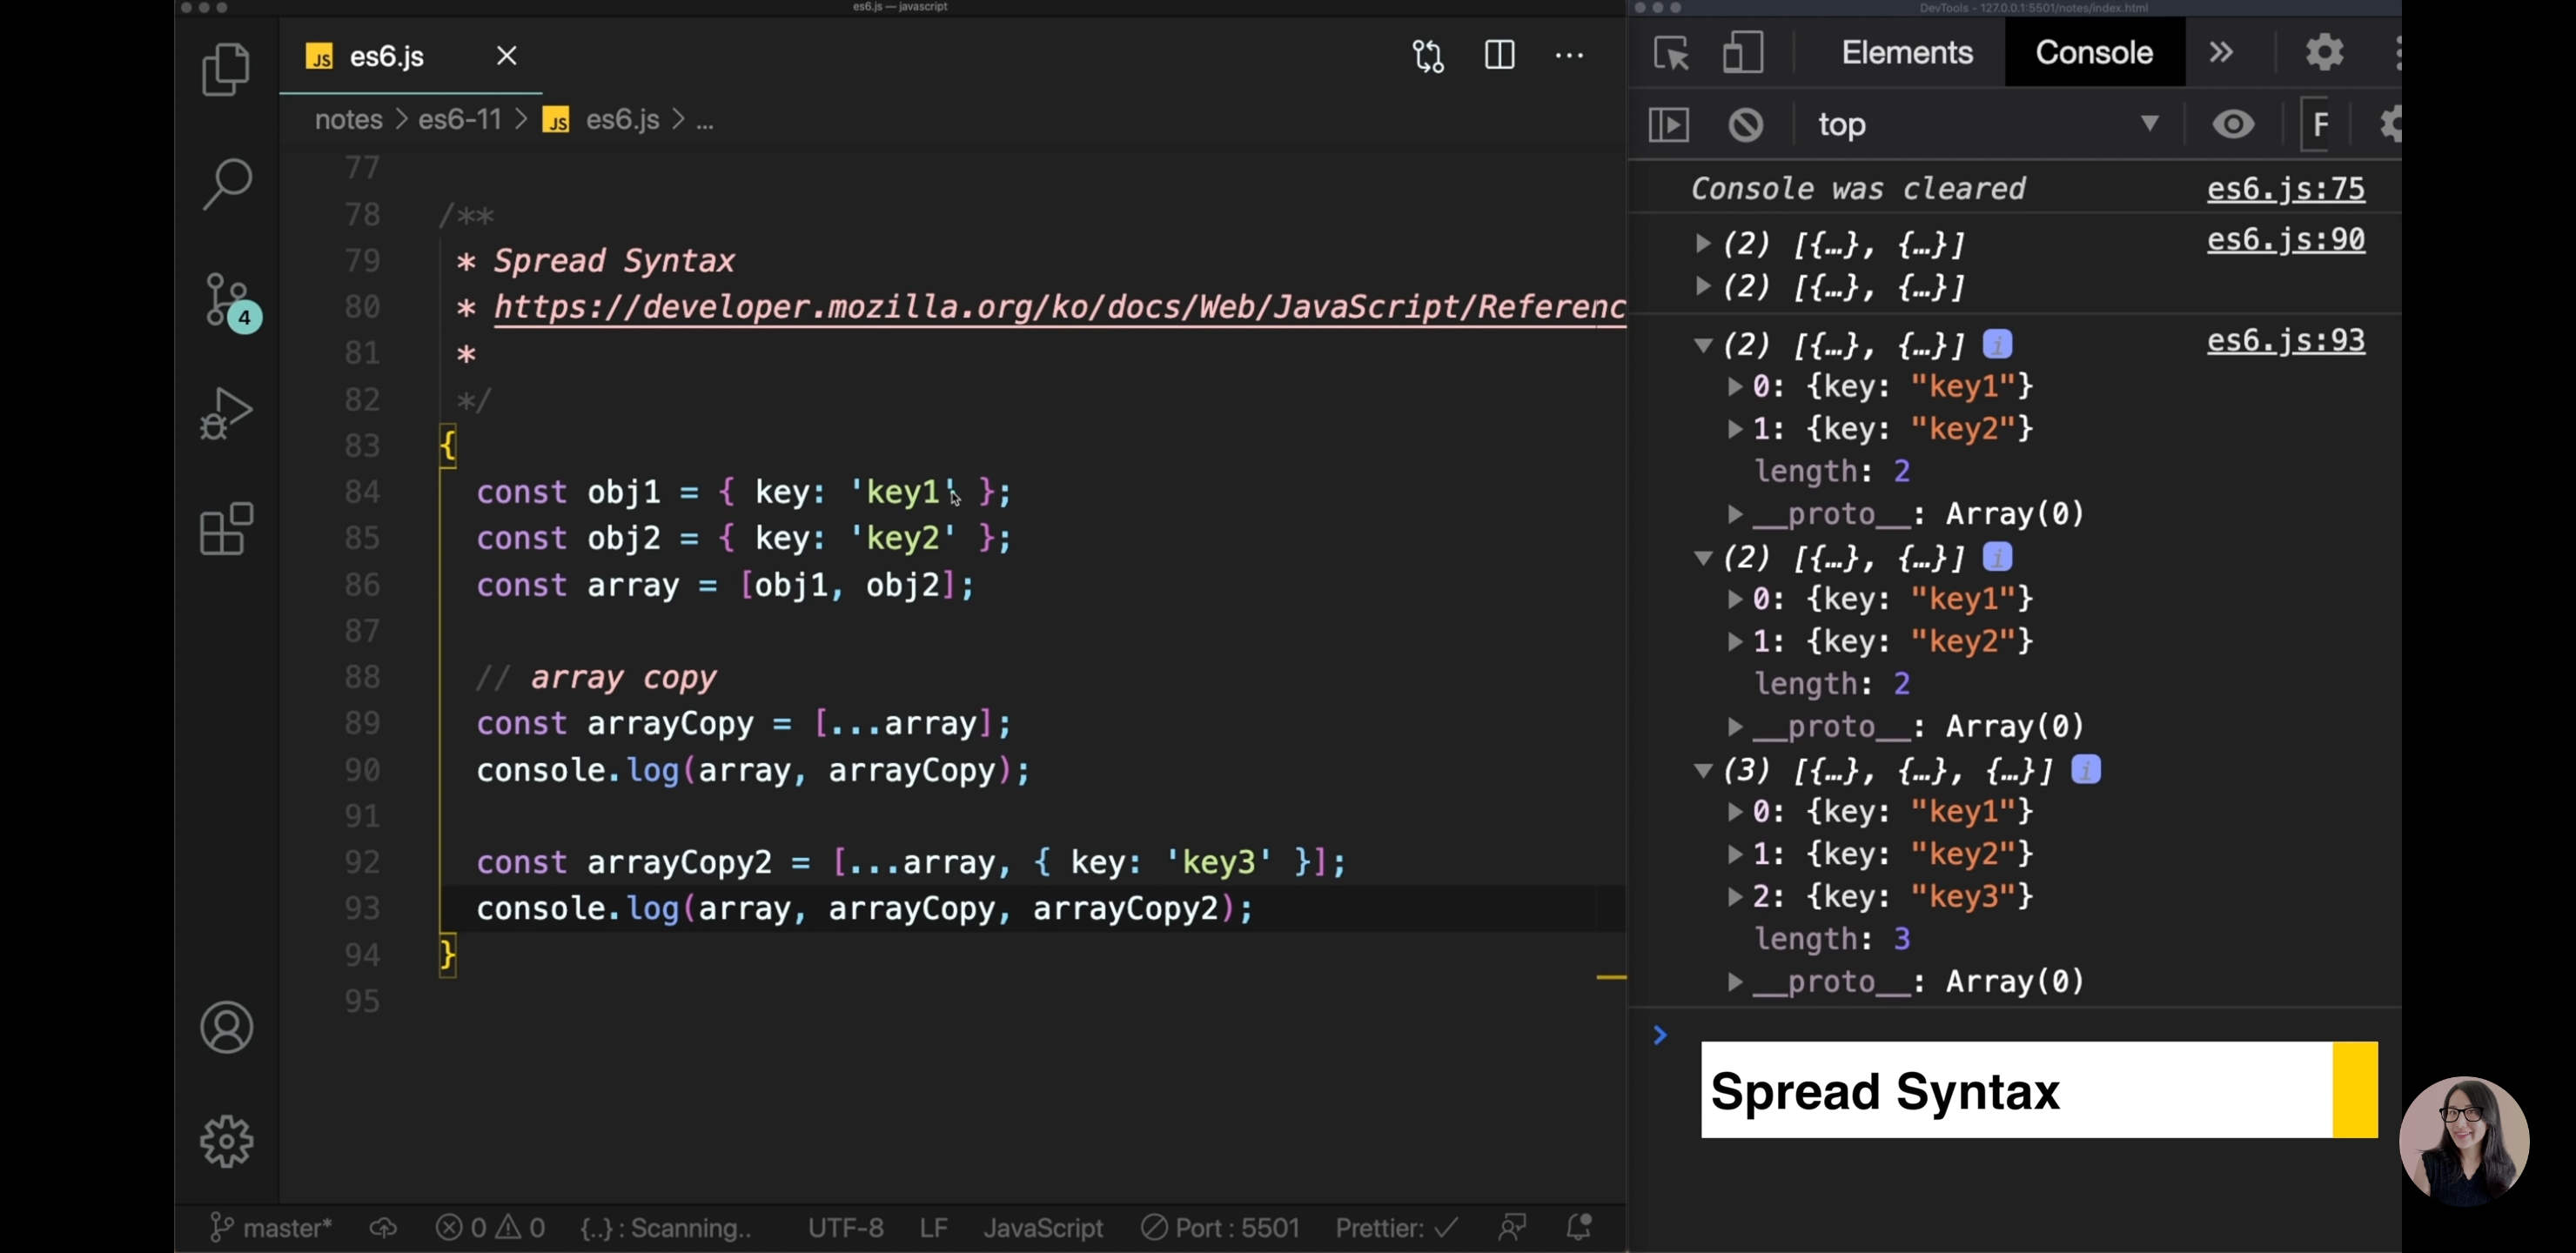 es6.js — javascript
es6.js
notes > es6-11 > JS es6.js > ...
77
78 /**
79 * Spread Syntax
80 * https://developer.mozilla.org/ko/docs/Web/JavaScript/Referenc
81 *
82 */
83 {
84 const obj1 = { key: 'key1' };
85 const obj2 = { key: 'key2' };
86 const array = [obj1, obj2];
87
88 // array copy
89 const arrayCopy = [...array];
90 console.log(array, arrayCopy);
91
92 const arrayCopy2 = [...array, { key: 'key3' }];
93 console.log(array, arrayCopy, arrayCopy2);
94 }
95
4
master* 0 0 {..} : Scanning.. UTF-8 LF JavaScript Port : 5501 Prettier: ✓
DevTools - 127.0.0.1:5501/notes/index.html
Elements Console »
top F
Console was cleared es6.js:75
(2) [{…}, {…}] es6.js:90
(2) [{…}, {…}]
(2) [{…}, {…}] i es6.js:93
0: {key: "key1"}
1: {key: "key2"}
length: 2
__proto__: Array(0)
(2) [{…}, {…}] i
0: {key: "key1"}
1: {key: "key2"}
length: 2
__proto__: Array(0)
(3) [{…}, {…}, {…}] i
0: {key: "key1"}
1: {key: "key2"}
2: {key: "key3"}
length: 3
__proto__: Array(0)
>
Spread Syntax